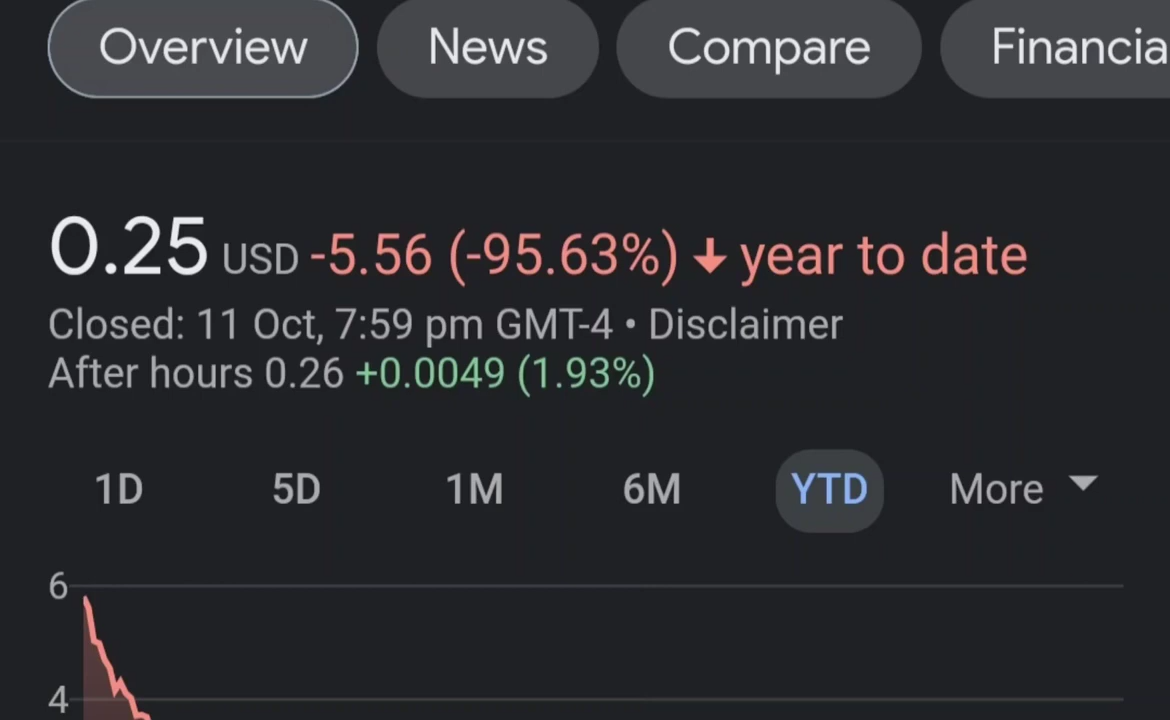 Overview News Compare Financia
0.25 USD -5.56 (-95.63%) ↓ year to date
Closed: 11 Oct, 7:59 pm GMT-4 • Disclaimer
After hours 0.26 +0.0049 (1.93%)
1D 5D 1M 6M YTD More
6
4